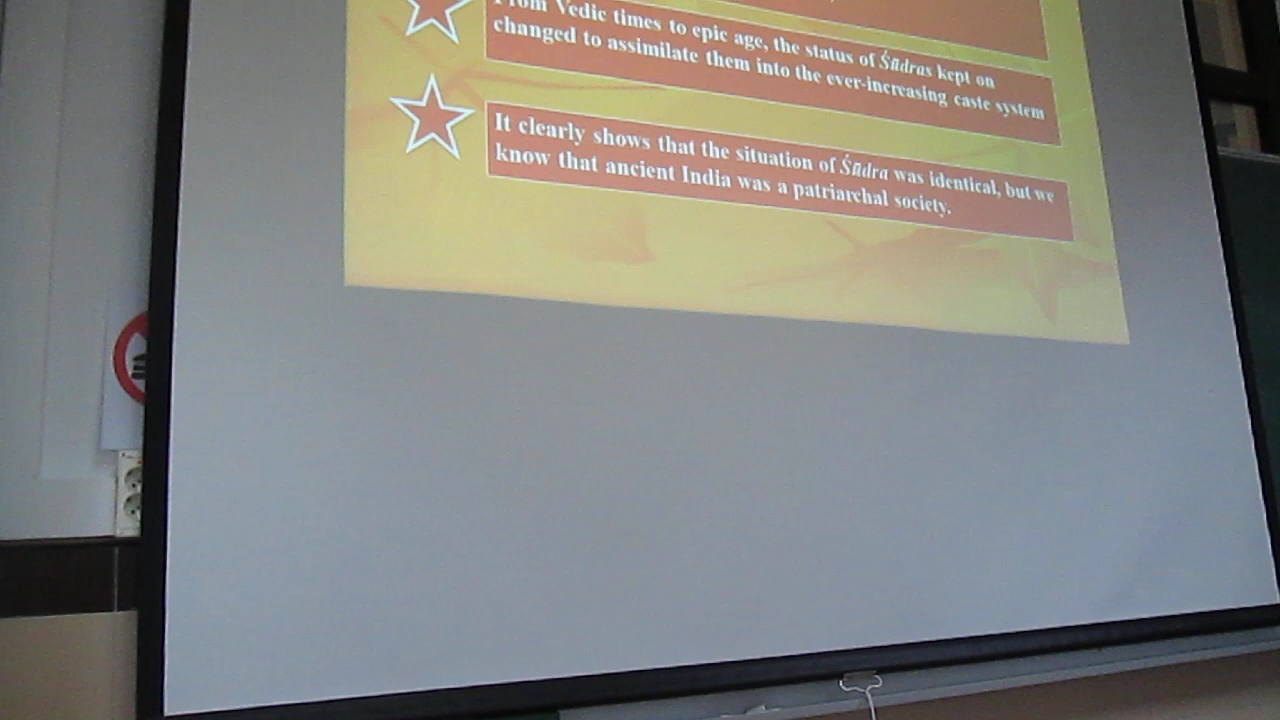 From Vedic times to epic age, the status of Śūdras kept on
changed to assimilate them into the ever-increasing caste system
It clearly shows that the situation of Śūdra was identical, but we
know that ancient India was a patriarchal society.